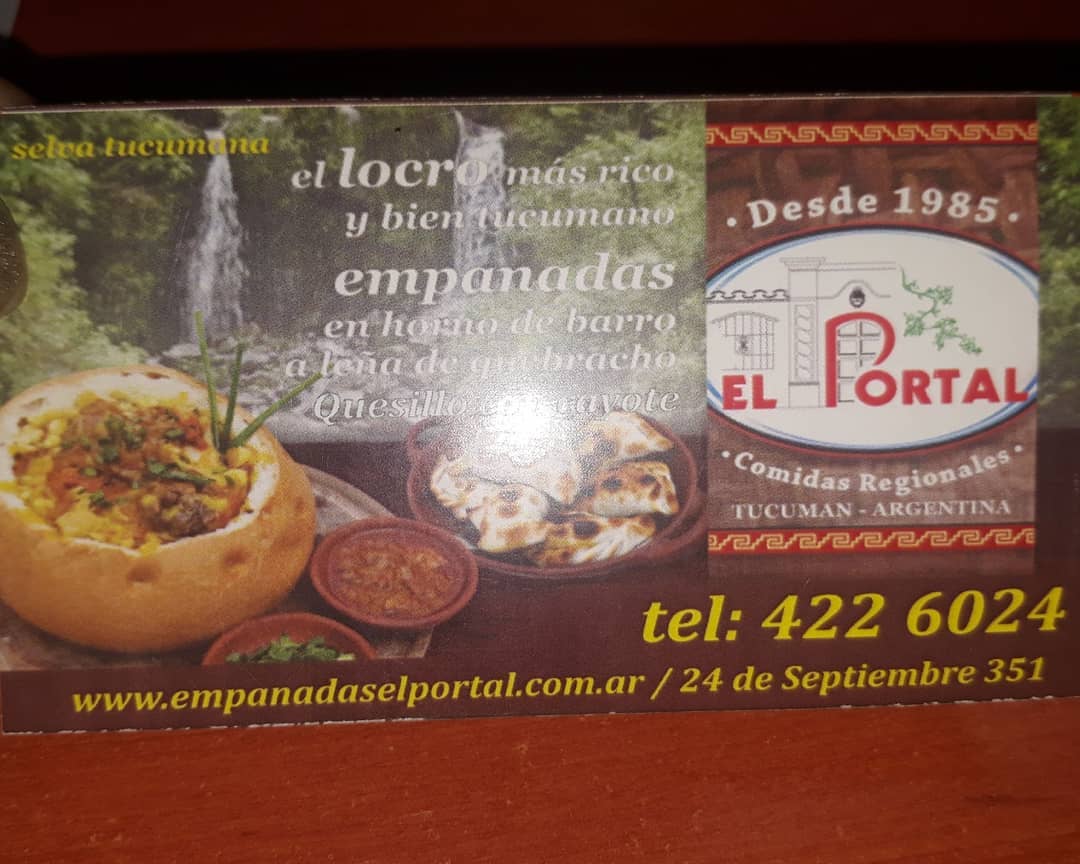 selva tucumana
el locro más rico
y bien tucumano
empanadas
en horno de barro
a leña de quebracho
Quesillo con cayote
· Desde 1985 ·
EL PORTAL
· Comidas Regionales ·
TUCUMAN - ARGENTINA
tel: 422 6024
www.empanadaselportal.com.ar / 24 de Septiembre 351